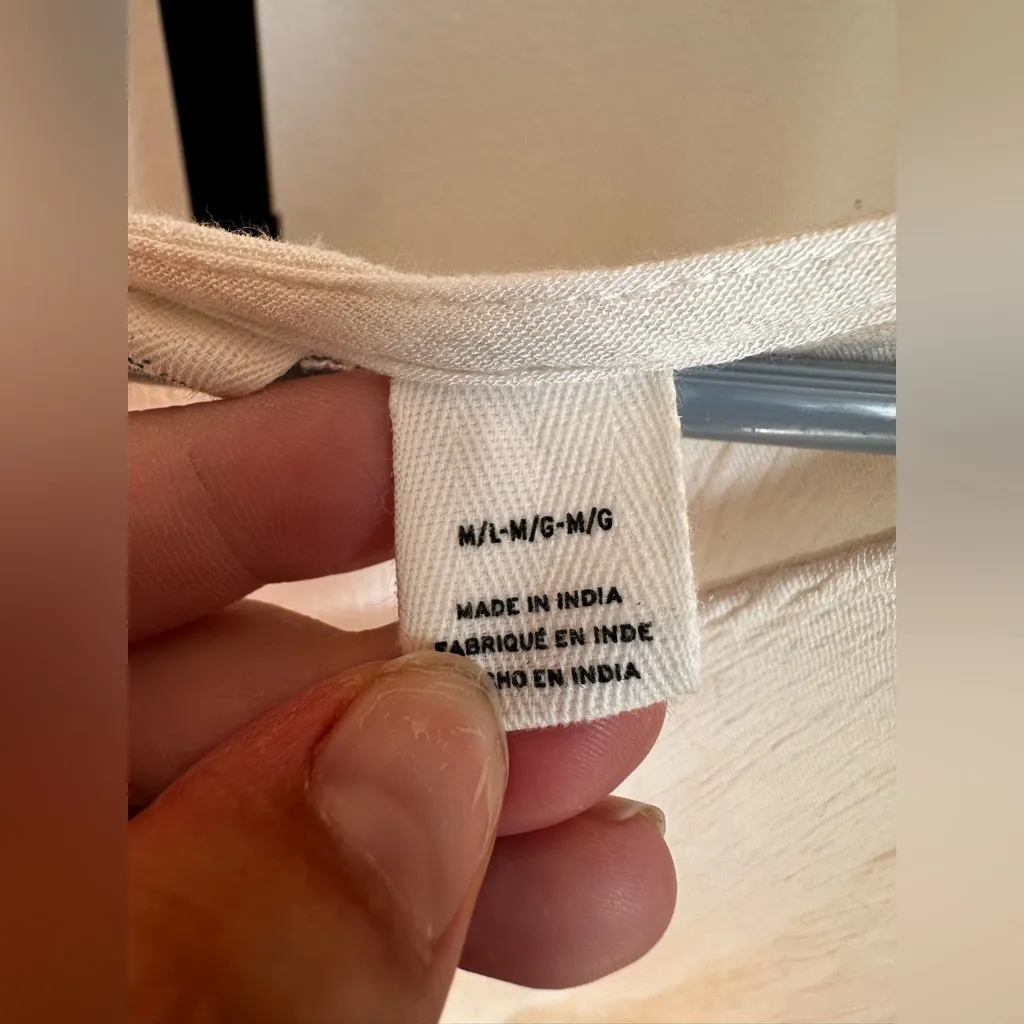 M/L-M/G-M/G
MADE IN INDIA
FABRIQUÉ EN INDE
EN INDIA